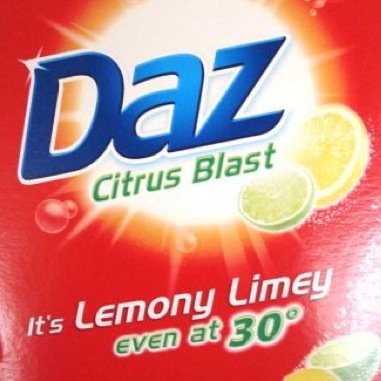 Daz
Citrus Blast
It's Lemony Limey
even at 30°